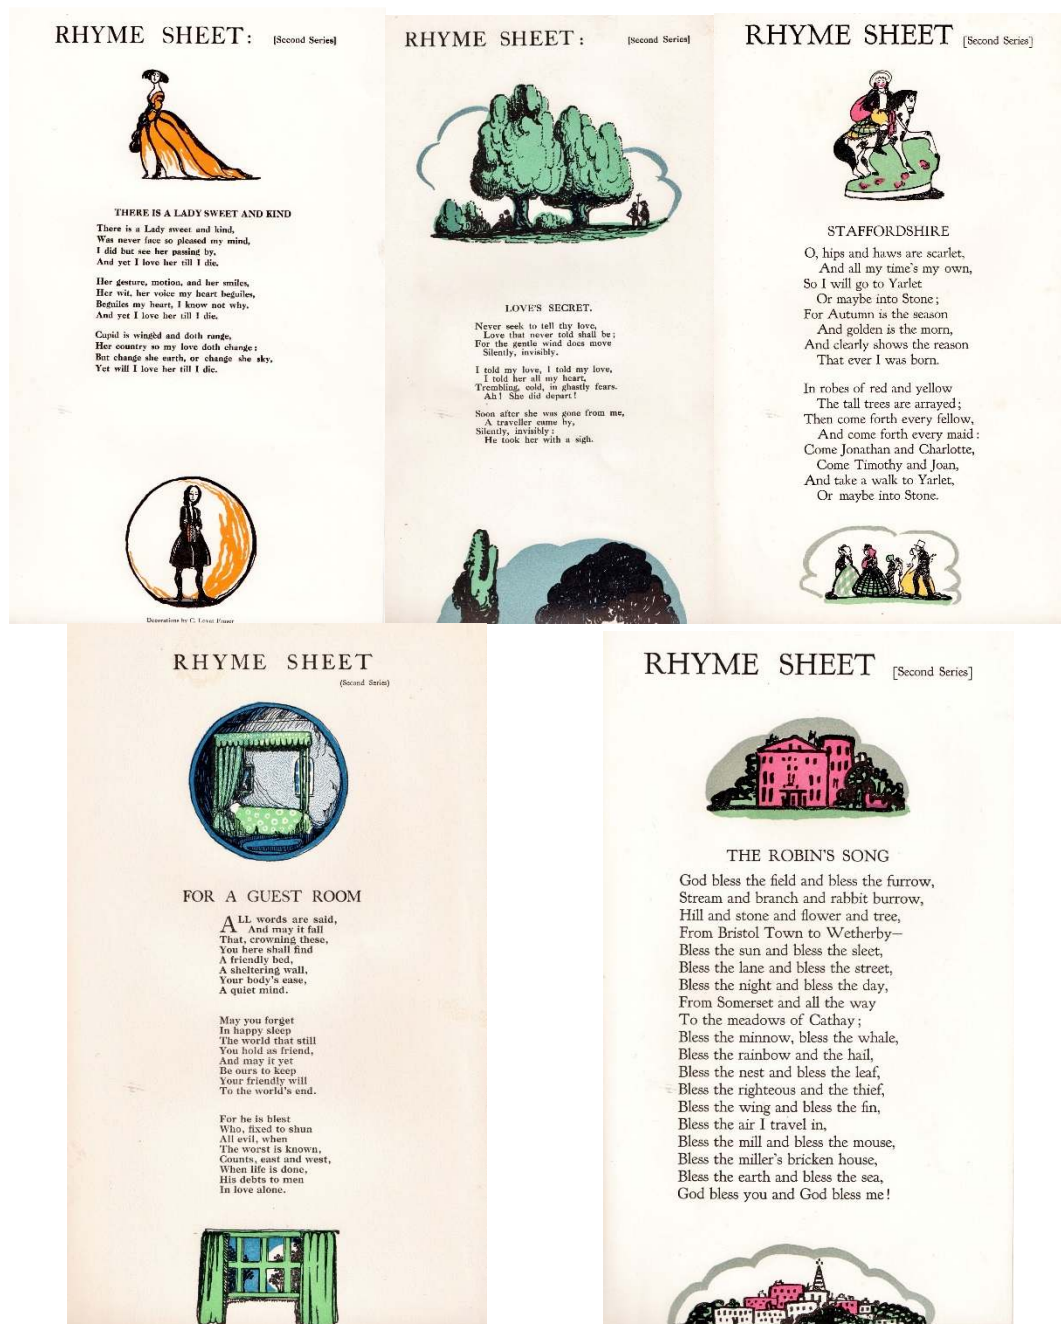 RHYME SHEET: [Second Series]
THERE IS A LADY SWEET AND KIND
There is a Lady sweet and kind,
Was never face so pleased my mind,
I did but see her passing by,
And yet I love her till I die.
Her gesture, motion, and her smiles,
Her wit, her voice my heart beguiles,
Beguiles my heart, I know not why,
And yet I love her till I die.
Cupid is wingèd and doth range,
Her country so my love doth change:
But change she earth, or change she sky,
Yet will I love her till I die.
Decorations by C. Lovat Fraser
RHYME SHEET: [Second Series]
LOVE'S SECRET.
Never seek to tell thy love,
Love that never told shall be;
For the gentle wind does move
Silently, invisibly.
I told my love, I told my love,
I told her all my heart,
Trembling, cold, in ghastly fears.
Ah! She did depart!
Soon after she was gone from me,
A traveller came by,
Silently, invisibly:
He took her with a sigh.
RHYME SHEET [Second Series]
STAFFORDSHIRE
O, hips and haws are scarlet,
And all my time's my own,
So I will go to Yarlet
Or maybe into Stone;
For Autumn is the season
And golden is the morn,
And clearly shows the reason
That ever I was born.
In robes of red and yellow
The tall trees are arrayed;
Then come forth every fellow,
And come forth every maid:
Come Jonathan and Charlotte,
Come Timothy and Joan,
And take a walk to Yarlet,
Or maybe into Stone.
RHYME SHEET
(Second Series)
FOR A GUEST ROOM
ALL words are said,
And may it fall
That, crowning these,
You here shall find
A friendly bed,
A sheltering wall,
Your body's ease,
A quiet mind.
May you forget
In happy sleep
The world that still
You hold as friend,
And may it yet
Be ours to keep
Your friendly will
To the world's end.
For he is blest
Who, fixed to shun
All evil, when
The worst is known,
Counts, east and west,
When life is done,
His debts to men
In love alone.
RHYME SHEET [Second Series]
THE ROBIN'S SONG
God bless the field and bless the furrow,
Stream and branch and rabbit burrow,
Hill and stone and flower and tree,
From Bristol Town to Wetherby—
Bless the sun and bless the sleet,
Bless the lane and bless the street,
Bless the night and bless the day,
From Somerset and all the way
To the meadows of Cathay;
Bless the minnow, bless the whale,
Bless the rainbow and the hail,
Bless the nest and bless the leaf,
Bless the righteous and the thief,
Bless the wing and bless the fin,
Bless the air I travel in,
Bless the mill and bless the mouse,
Bless the miller's bricken house,
Bless the earth and bless the sea,
God bless you and God bless me!